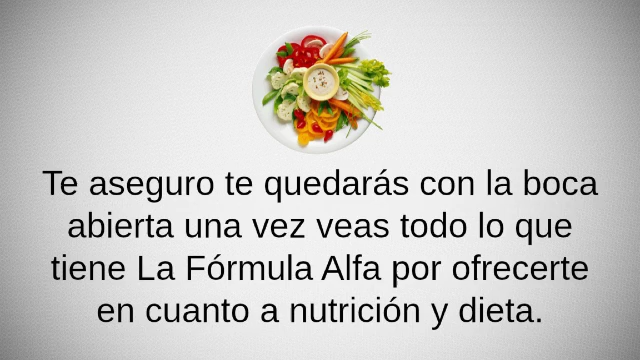 Te aseguro te quedarás con la boca
abierta una vez veas todo lo que
tiene La Fórmula Alfa por ofrecerte
en cuanto a nutrición y dieta.